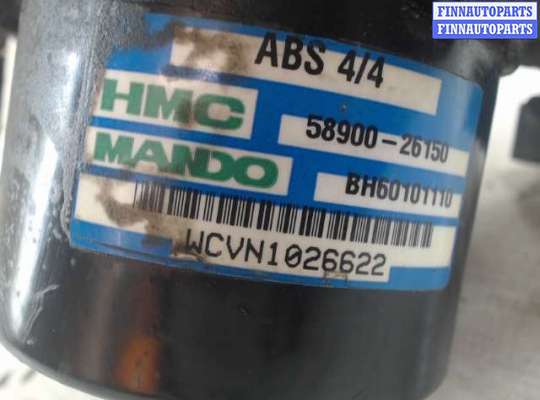 FINNAUTOPARTS
FINNAUTOPARTS
ABS 4/4
HMC
58900-26150
MANDO
BH60101110
WCVN1026622